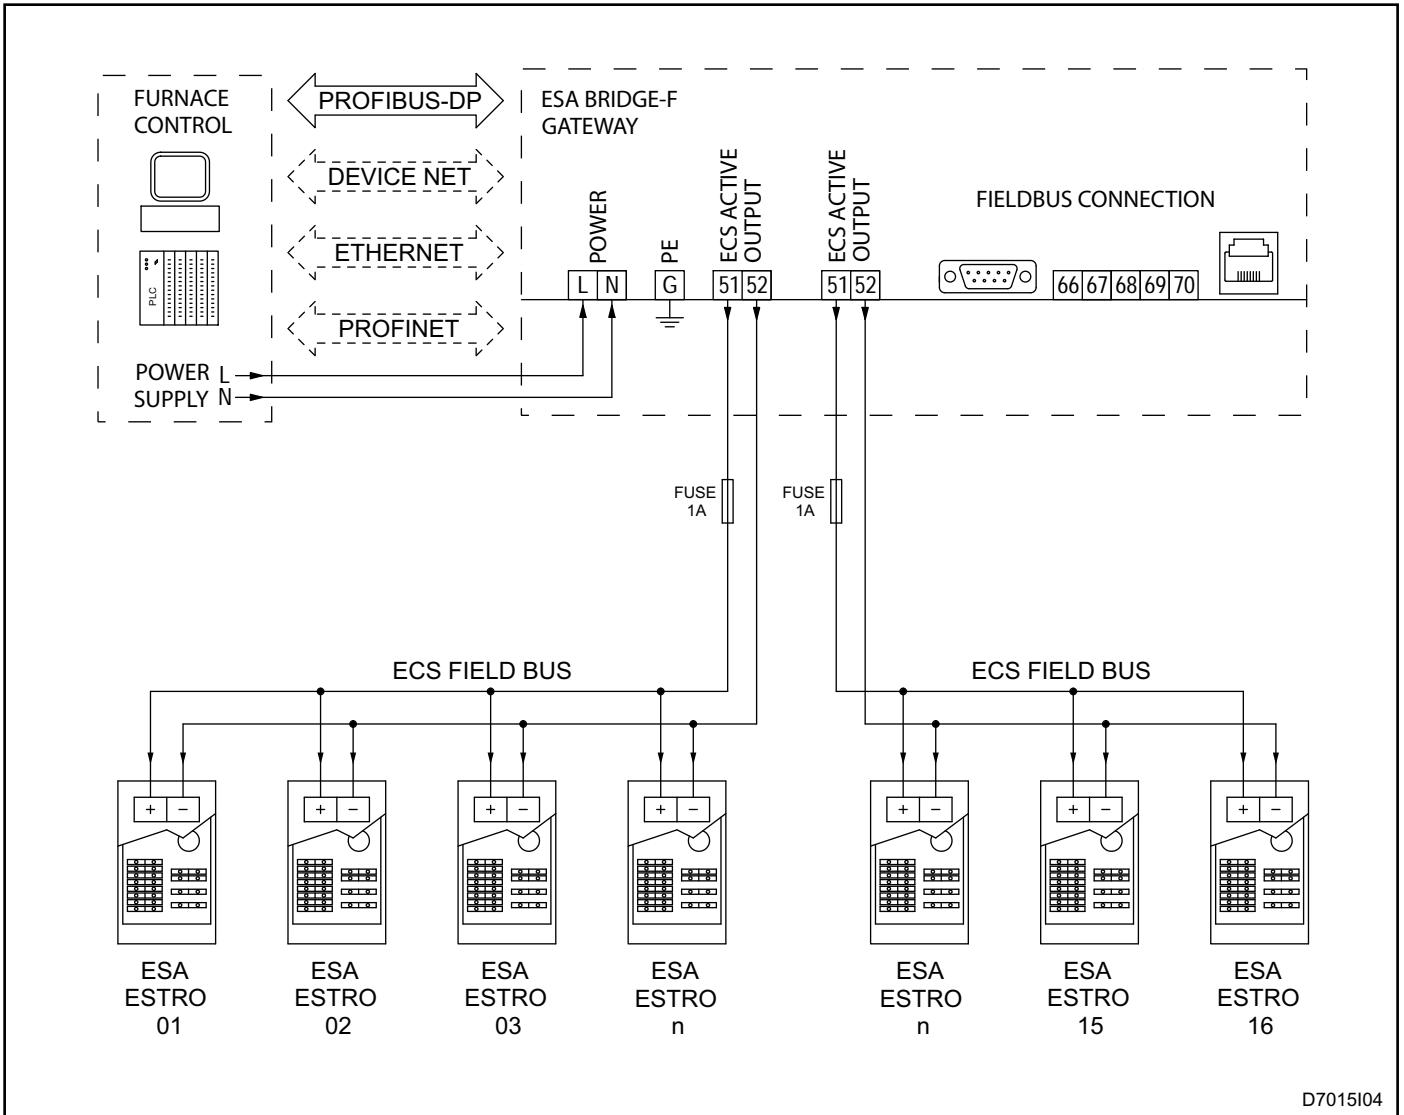 FURNACE
CONTROL
PLC
POWER L
SUPPLY N
PROFIBUS-DP
DEVICE NET
ETHERNET
PROFINET
ESA BRIDGE-F
GATEWAY
POWER
PE
ECS ACTIVE
OUTPUT
ECS ACTIVE
OUTPUT
FIELDBUS CONNECTION
L N G 51 52 51 52 66 67 68 69 70
FUSE
1A
FUSE
1A
ECS FIELD BUS
ECS FIELD BUS
+ − + − + − + − + − + − + −
ESA
ESTRO
01
ESA
ESTRO
02
ESA
ESTRO
03
ESA
ESTRO
n
ESA
ESTRO
n
ESA
ESTRO
15
ESA
ESTRO
16
D7015I04